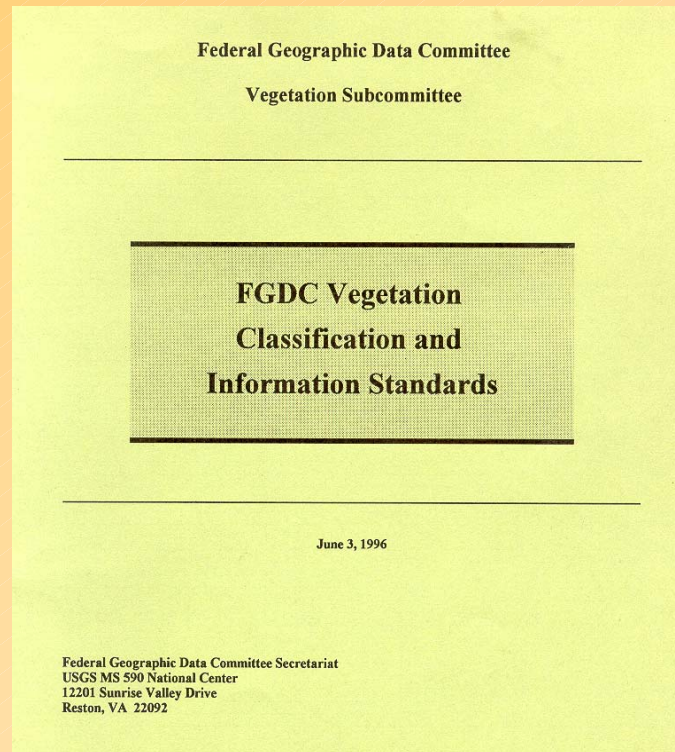 Federal Geographic Data Committee
Vegetation Subcommittee
FGDC Vegetation
Classification and
Information Standards
June 3, 1996
Federal Geographic Data Committee Secretariat
USGS MS 590 National Center
12201 Sunrise Valley Drive
Reston, VA 22092